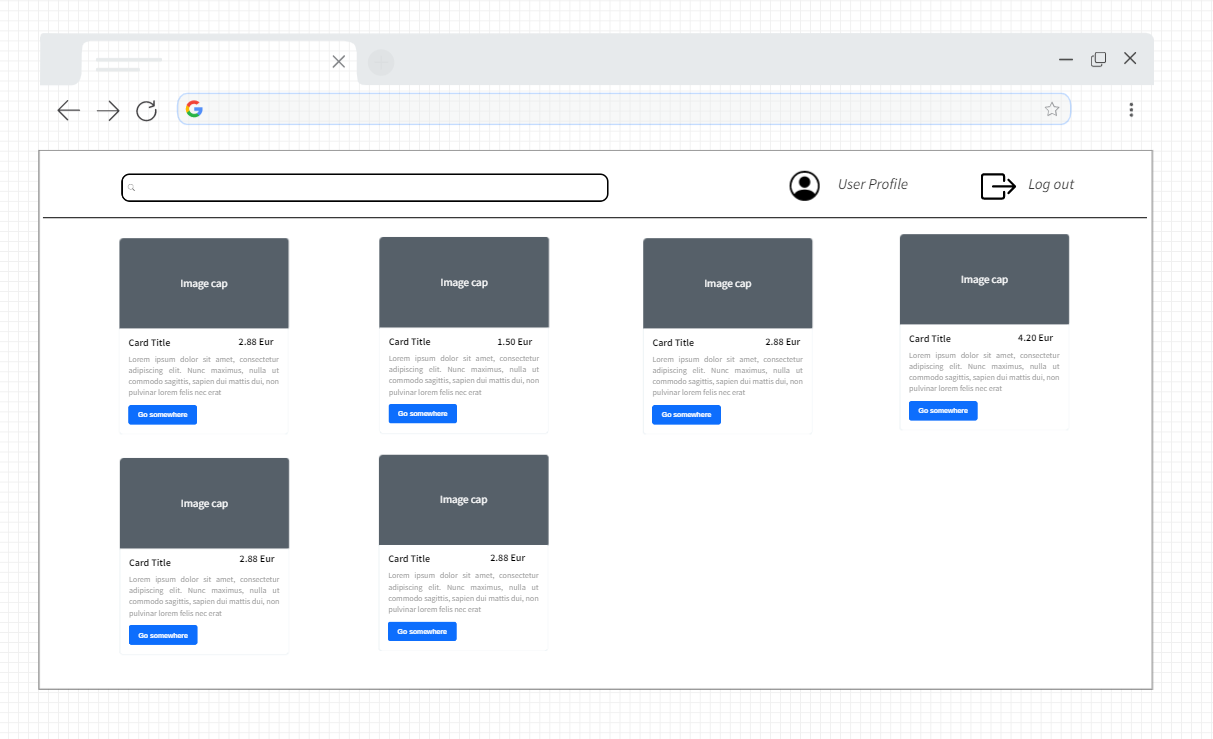 User Profile
Log out
Image cap
Card Title 2.88 Eur
Lorem ipsum dolor sit amet, consectetur
adipiscing elit. Nunc maximus, nulla ut
commodo sagittis, sapien dui mattis dui, non
pulvinar lorem felis nec erat
Go somewhere
Image cap
Card Title 1.50 Eur
Lorem ipsum dolor sit amet, consectetur
adipiscing elit. Nunc maximus, nulla ut
commodo sagittis, sapien dui mattis dui, non
pulvinar lorem felis nec erat
Go somewhere
Image cap
Card Title 2.88 Eur
Lorem ipsum dolor sit amet, consectetur
adipiscing elit. Nunc maximus, nulla ut
commodo sagittis, sapien dui mattis dui, non
pulvinar lorem felis nec erat
Go somewhere
Image cap
Card Title 4.20 Eur
Lorem ipsum dolor sit amet, consectetur
adipiscing elit. Nunc maximus, nulla ut
commodo sagittis, sapien dui mattis dui, non
pulvinar lorem felis nec erat
Go somewhere
Image cap
Card Title 2.88 Eur
Lorem ipsum dolor sit amet, consectetur
adipiscing elit. Nunc maximus, nulla ut
commodo sagittis, sapien dui mattis dui, non
pulvinar lorem felis nec erat
Go somewhere
Image cap
Card Title 2.88 Eur
Lorem ipsum dolor sit amet, consectetur
adipiscing elit. Nunc maximus, nulla ut
commodo sagittis, sapien dui mattis dui, non
pulvinar lorem felis nec erat
Go somewhere